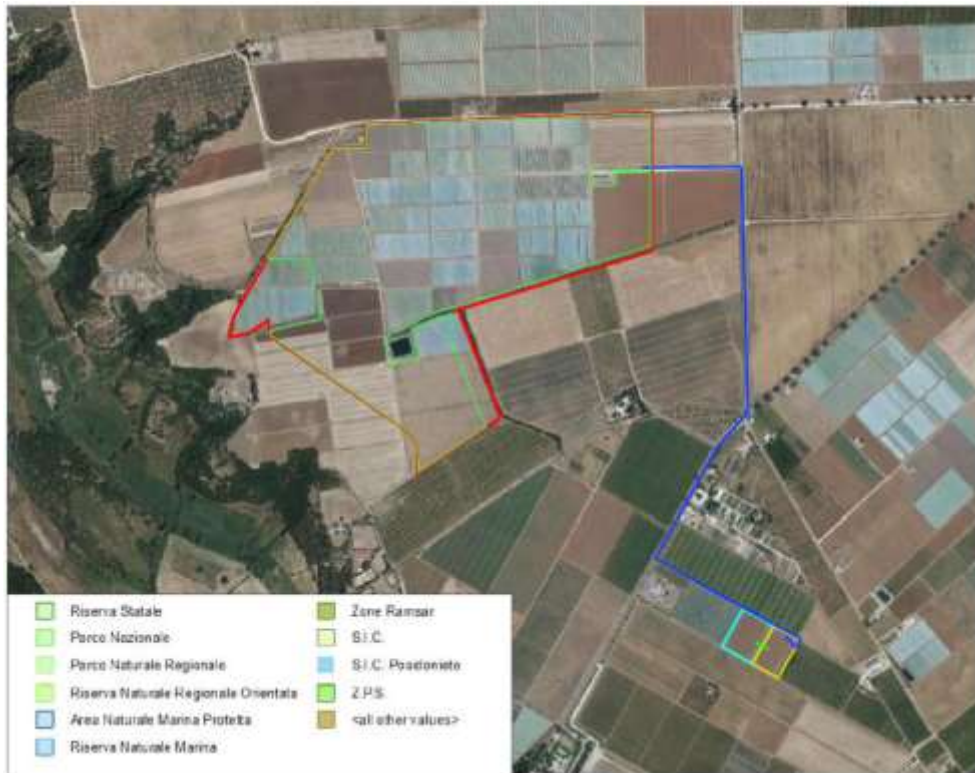 Riserva Statale
Parco Nazionale
Parco Naturale Regionale
Riserva Naturale Regionale Orientata
Area Naturale Marina Protetta
Riserva Naturale Marina
Zone Ramsar
S.I.C.
S.I.C. Posidonieto
Z.P.S.
<all other values>